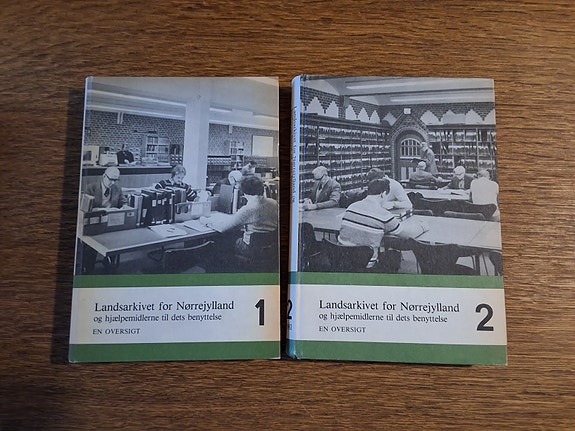 Landsarkivet for Nørrejylland
og hjælpemidlerne til dets benyttelse
EN OVERSIGT
1
Landsarkivet for Nørrejylland
og hjælpemidlerne til dets benyttelse
EN OVERSIGT
2
2